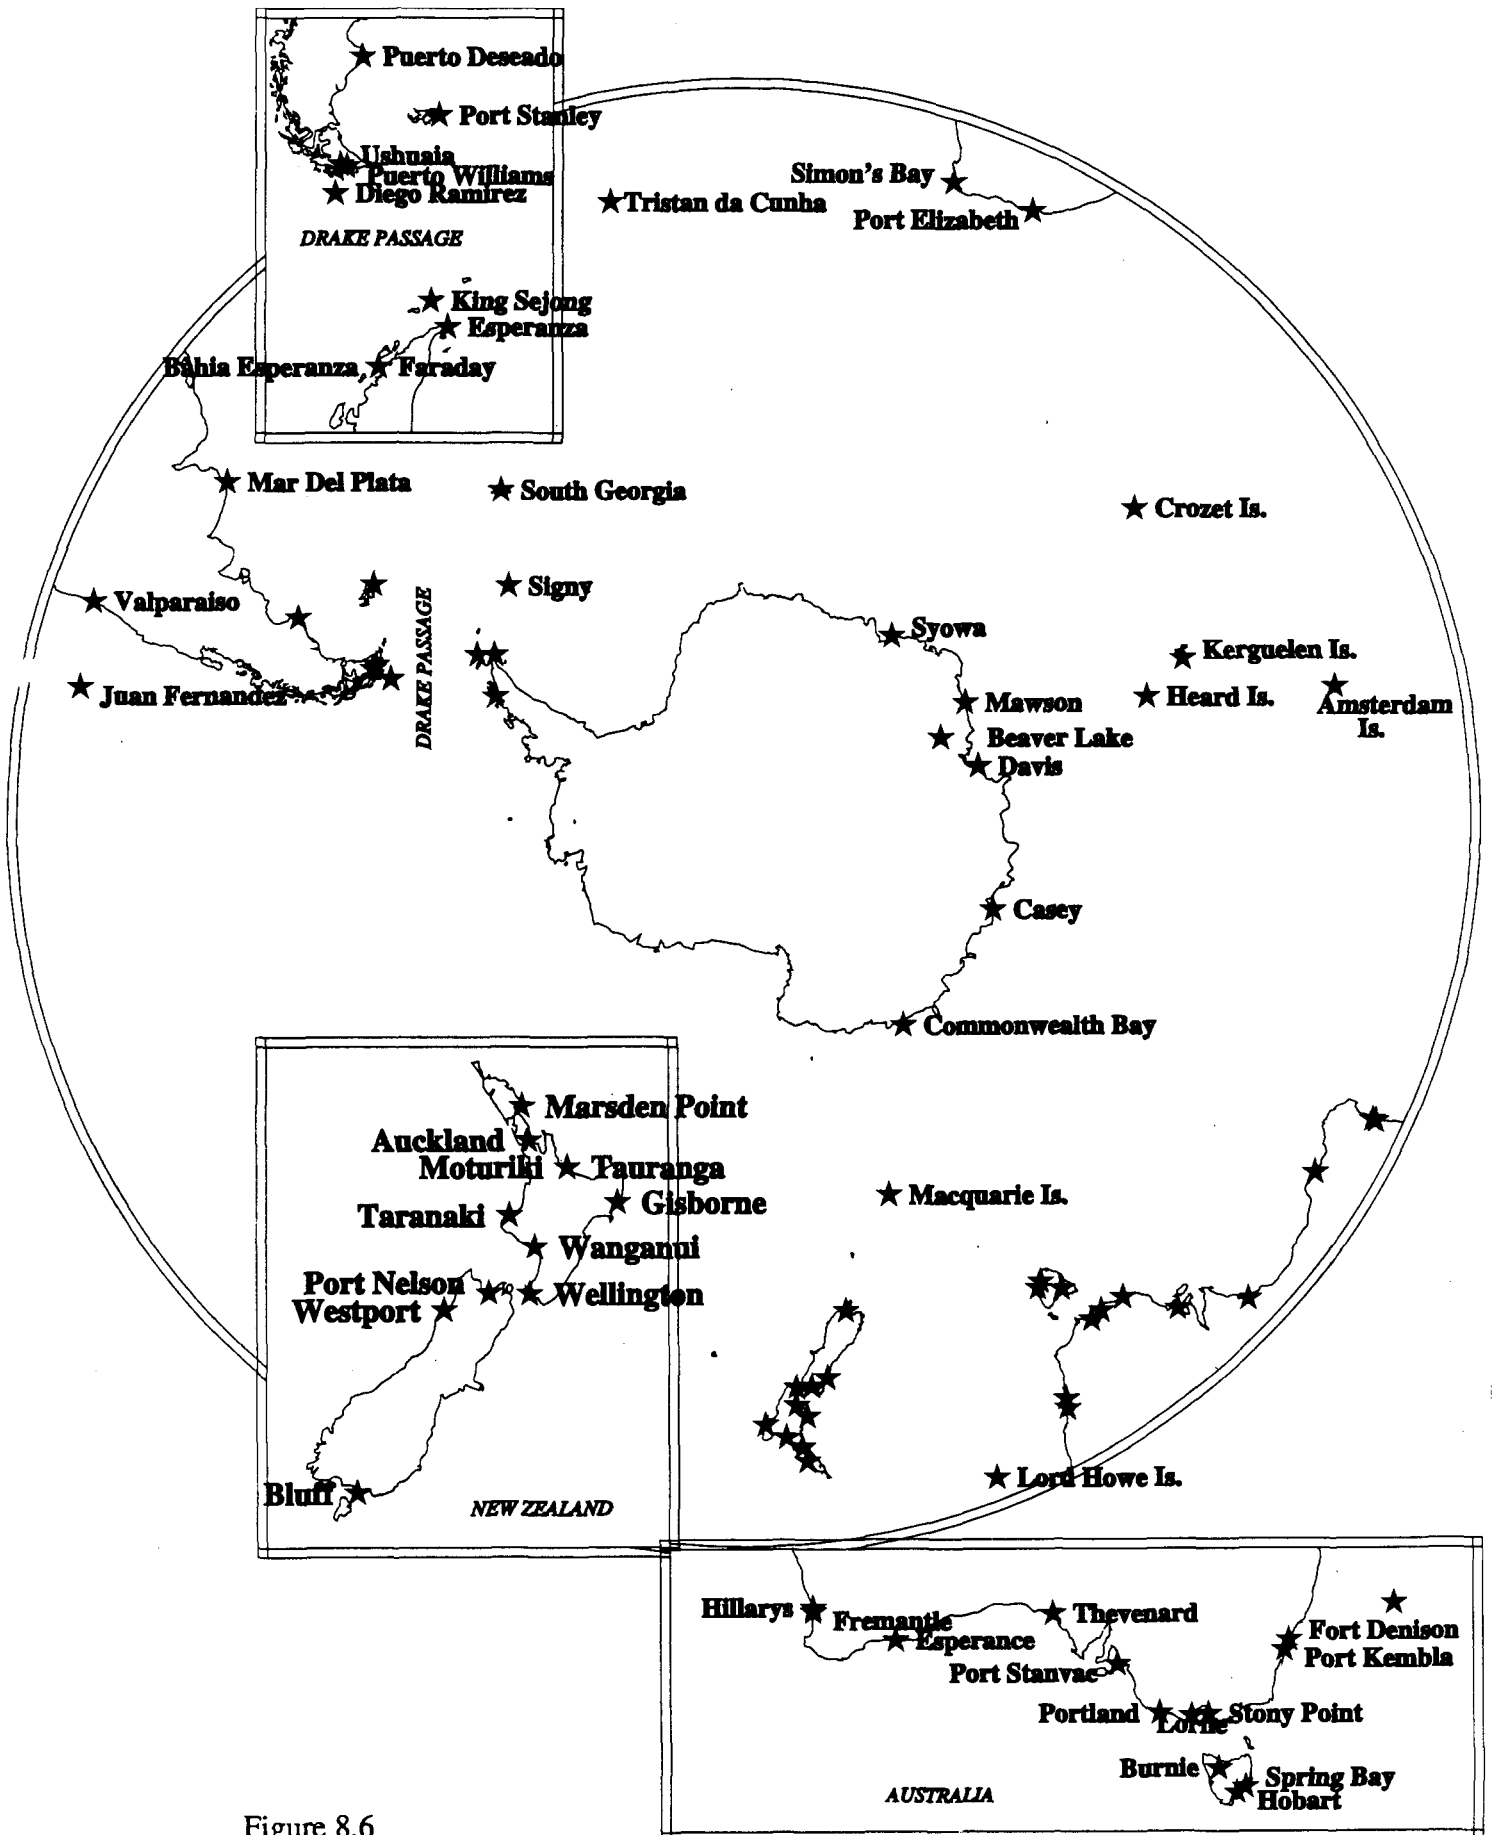 Puerto Deseado
Port Stanley
Ushuaia
Puerto Williams
Diego Ramirez
DRAKE PASSAGE
King Sejong
Esperanza
Bahia Esperanza
Faraday
Tristan da Cunha
Simon's Bay
Port Elizabeth
Mar Del Plata
South Georgia
Crozet Is.
Valparaiso
Signy
DRAKE PASSAGE
Syowa
Kerguelen Is.
Juan Fernandez
Mawson
Heard Is.
Amsterdam
Is.
Beaver Lake
Davis
Casey
Commonwealth Bay
Marsden Point
Auckland
Moturiki
Tauranga
Gisborne
Taranaki
Wanganui
Port Nelson
Wellington
Westport
Bluff
NEW ZEALAND
Macquarie Is.
Lord Howe Is.
Hillarys
Fremantle
Esperance
Thevenard
Port Stanvac
Fort Denison
Port Kembla
Portland
Lorne
Stony Point
Burnie
Spring Bay
Hobart
AUSTRALIA
Figure 8.6